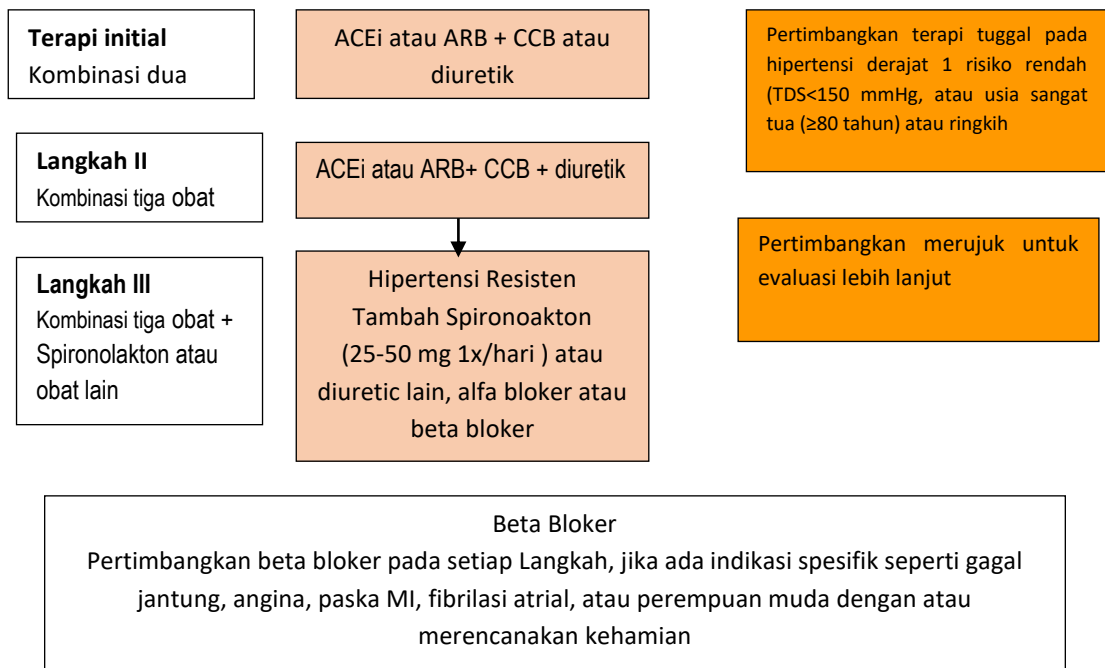 Terapi initial
Kombinasi dua
ACEi atau ARB + CCB atau
diuretik
Pertimbangkan terapi tuggal pada
hipertensi derajat 1 risiko rendah
(TDS<150 mmHg, atau usia sangat
tua (≥80 tahun) atau ringkih
Langkah II
Kombinasi tiga obat
ACEi atau ARB+ CCB + diuretik
Pertimbangkan merujuk untuk
evaluasi lebih lanjut
Langkah III
Kombinasi tiga obat +
Spironolakton atau
obat lain
Hipertensi Resisten
Tambah Spironoakton
(25-50 mg 1x/hari ) atau
diuretic lain, alfa bloker atau
beta bloker
Beta Bloker
Pertimbangkan beta bloker pada setiap Langkah, jika ada indikasi spesifik seperti gagal
jantung, angina, paska MI, fibrilasi atrial, atau perempuan muda dengan atau
merencanakan kehamian